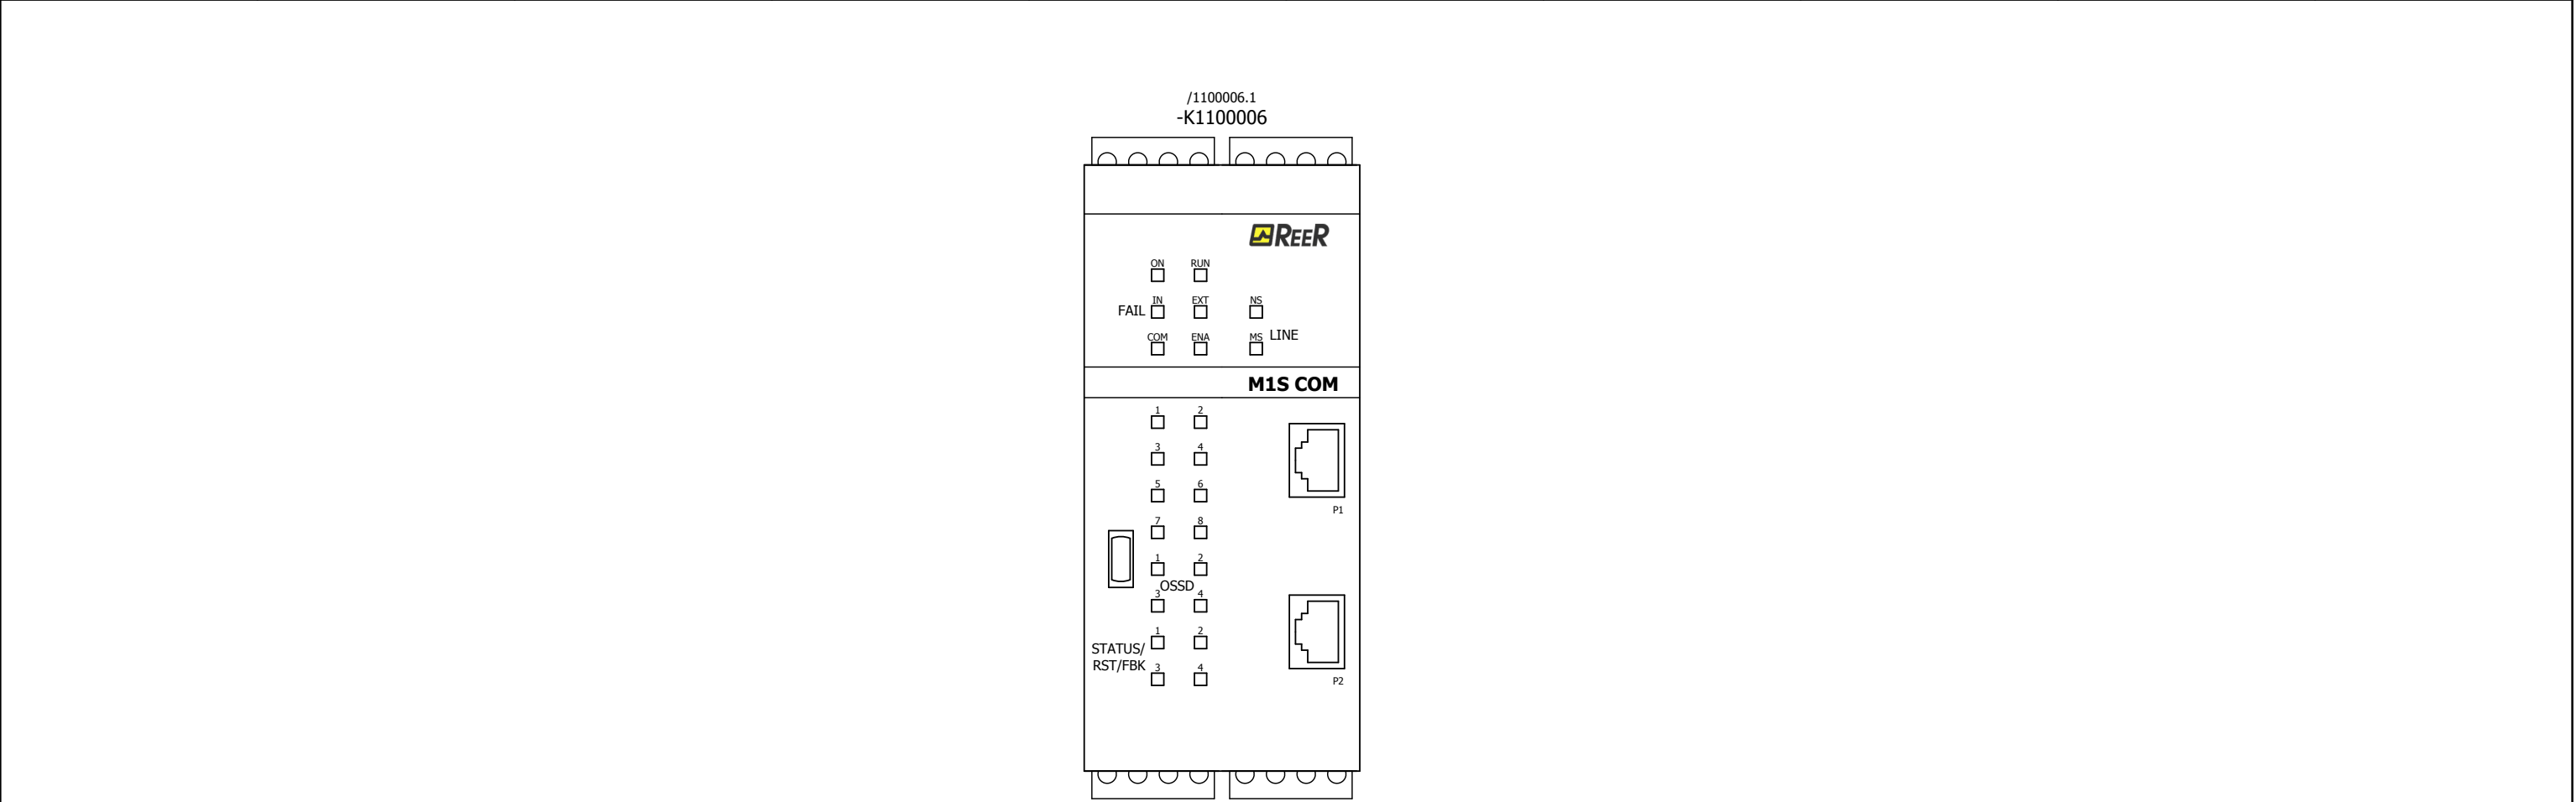 /1100006.1
-K1100006
REER
ON RUN
IN EXT NS
FAIL
LINE
COM ENA MS
M1S COM
1 2
3 4
5 6
P1
7 8
1 2
OSSD
3 4
1 2
STATUS/
RST/FBK
3 4
P2